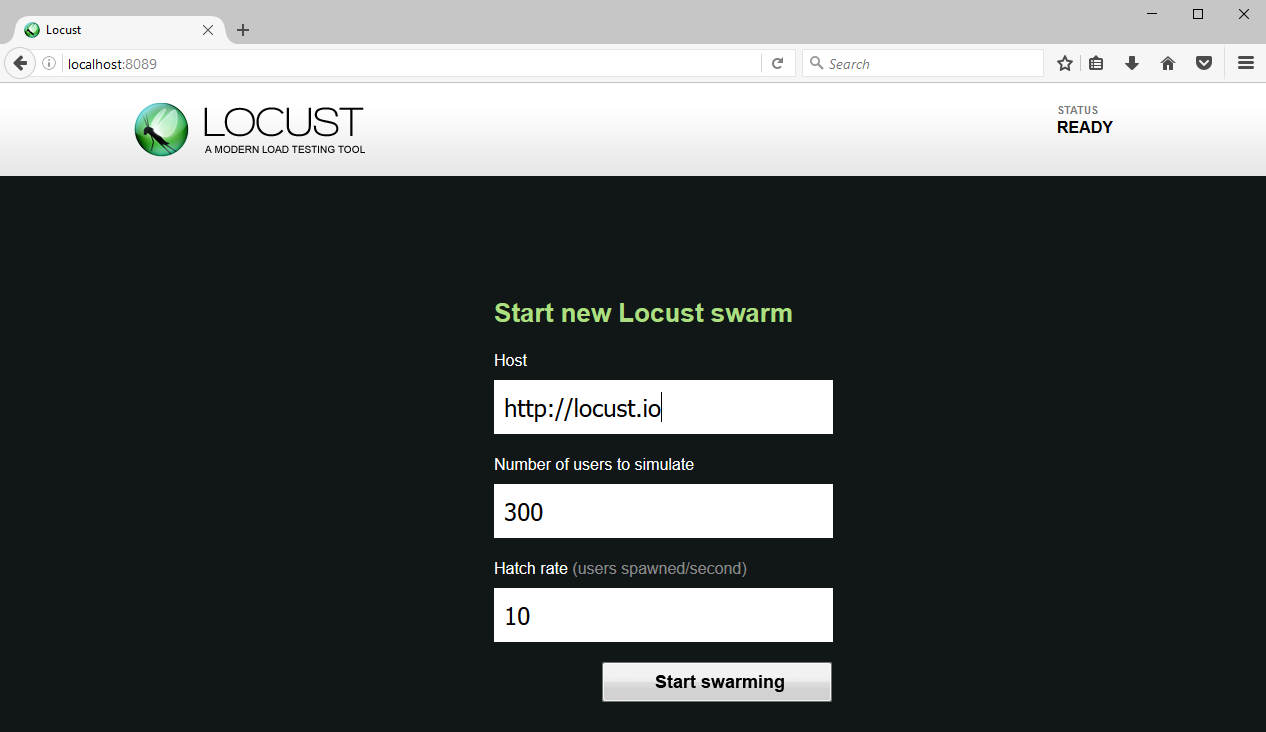 Locust
localhost:8089
Search
LOCUST
A MODERN LOAD TESTING TOOL
STATUS
READY
Start new Locust swarm
Host
http://locust.io
Number of users to simulate
300
Hatch rate (users spawned/second)
10
Start swarming